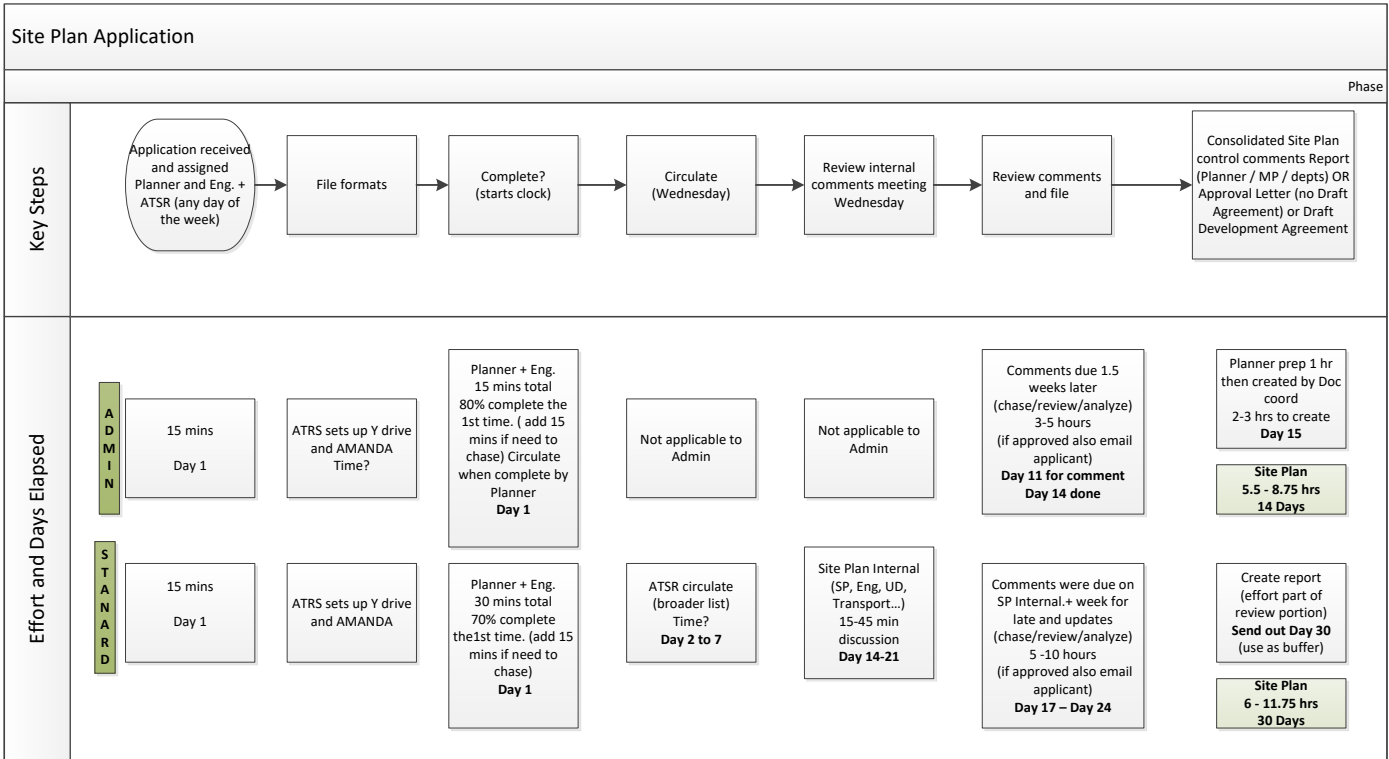 Site Plan Application
Phase
Key Steps
Application received
and assigned
Planner and Eng. +
ATSR (any day of
the week)
File formats
Complete?
(starts clock)
Circulate
(Wednesday)
Review internal
comments meeting
Wednesday
Review comments
and file
Consolidated Site Plan
control comments Report
(Planner / MP / depts) OR
Approval Letter (no Draft
Agreement) or Draft
Development Agreement
Effort and Days Elapsed
A
D
M
I
N
15 mins
Day 1
ATRS sets up Y drive
and AMANDA
Time?
Planner + Eng.
15 mins total
80% complete the
1st time. ( add 15
mins if need to
chase) Circulate
when complete by
Planner
Day 1
Not applicable to
Admin
Not applicable to
Admin
Comments due 1.5
weeks later
(chase/review/analyze)
3-5 hours
(if approved also email
applicant)
Day 11 for comment
Day 14 done
Planner prep 1 hr
then created by Doc
coord
2-3 hrs to create
Day 15
Site Plan
5.5 - 8.75 hrs
14 Days
S
T
A
N
A
R
D
15 mins
Day 1
ATRS sets up Y drive
and AMANDA
Planner + Eng.
30 mins total
70% complete
the1st time. (add 15
mins if need to
chase)
Day 1
ATSR circulate
(broader list)
Time?
Day 2 to 7
Site Plan Internal
(SP, Eng, UD,
Transport...)
15-45 min
discussion
Day 14-21
Comments were due on
SP Internal.+ week for
late and updates
(chase/review/analyze)
5 -10 hours
(if approved also email
applicant)
Day 17 – Day 24
Create report
(effort part of
review portion)
Send out Day 30
(use as buffer)
Site Plan
6 - 11.75 hrs
30 Days